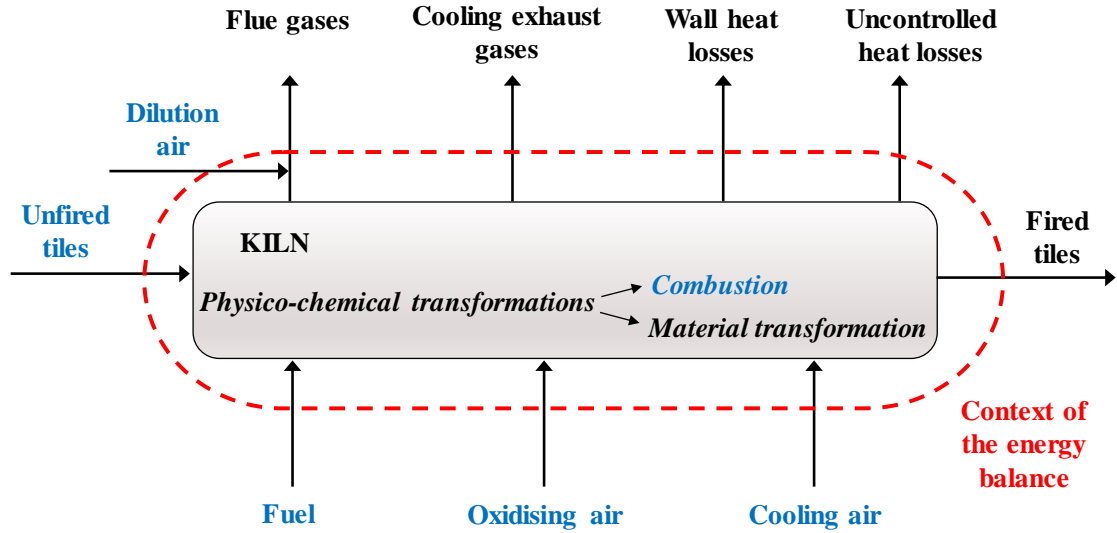 Flue gases
Cooling exhaust
gases
Wall heat
losses
Uncontrolled
heat losses
Dilution
air
Unfired
tiles
KILN
Physico-chemical transformations
Combustion
Material transformation
Fired
tiles
Context of
the energy
balance
Fuel
Oxidising air
Cooling air